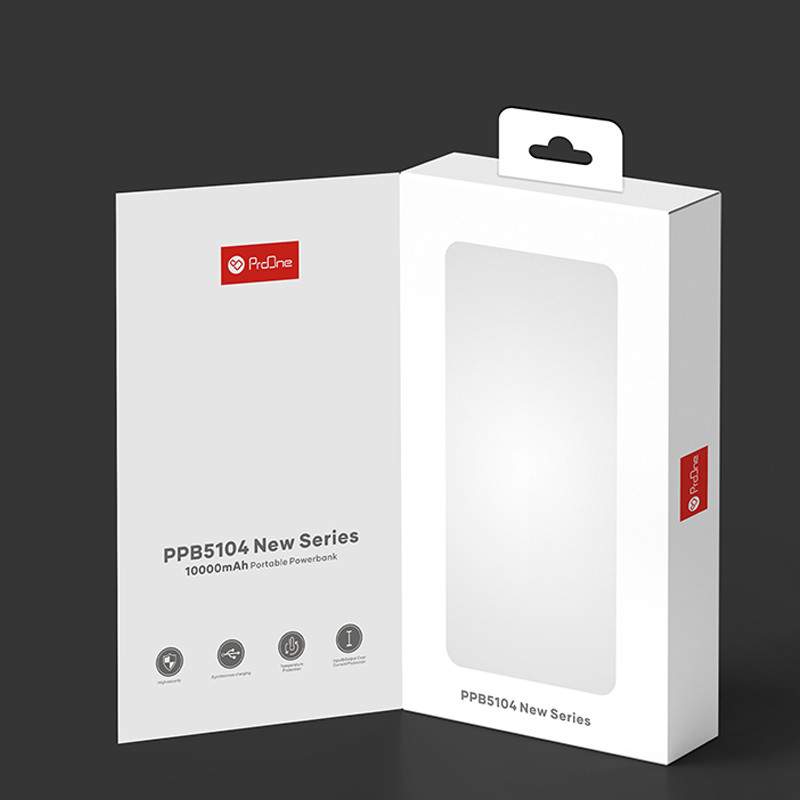 ProOne
PPB5104 New Series
10000mAh Portable Powerbank
High security
Synchronous charging
Temperature
Protection
Input&Output Over
Current Protection
PPB5104 New Series
ProOne